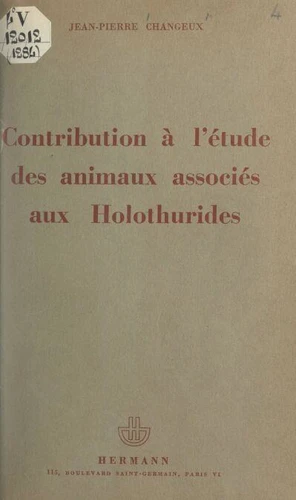 JEAN-PIERRE CHANGEUX
4
V
12012
(1984)
Contribution à l'étude
des animaux associés
aux Holothurides
H
HERMANN
115, BOULEVARD SAINT-GERMAIN, PARIS VI